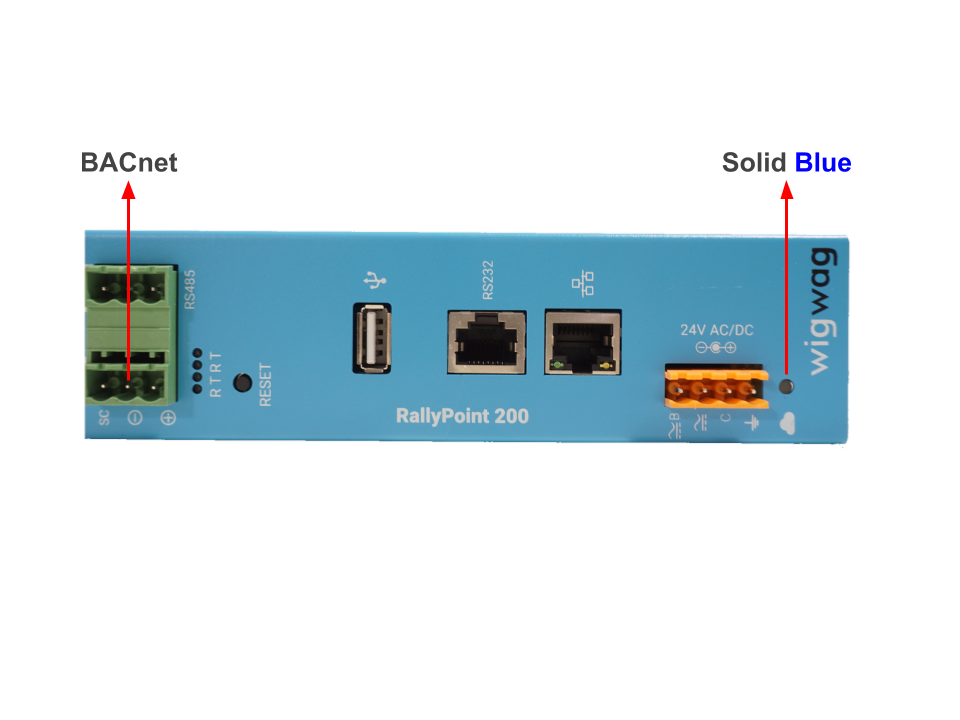 BACnet
Solid Blue
RS485
R T R T
RESET
SC
RS232
RallyPoint 200
24V AC/DC
B
C
wigwag